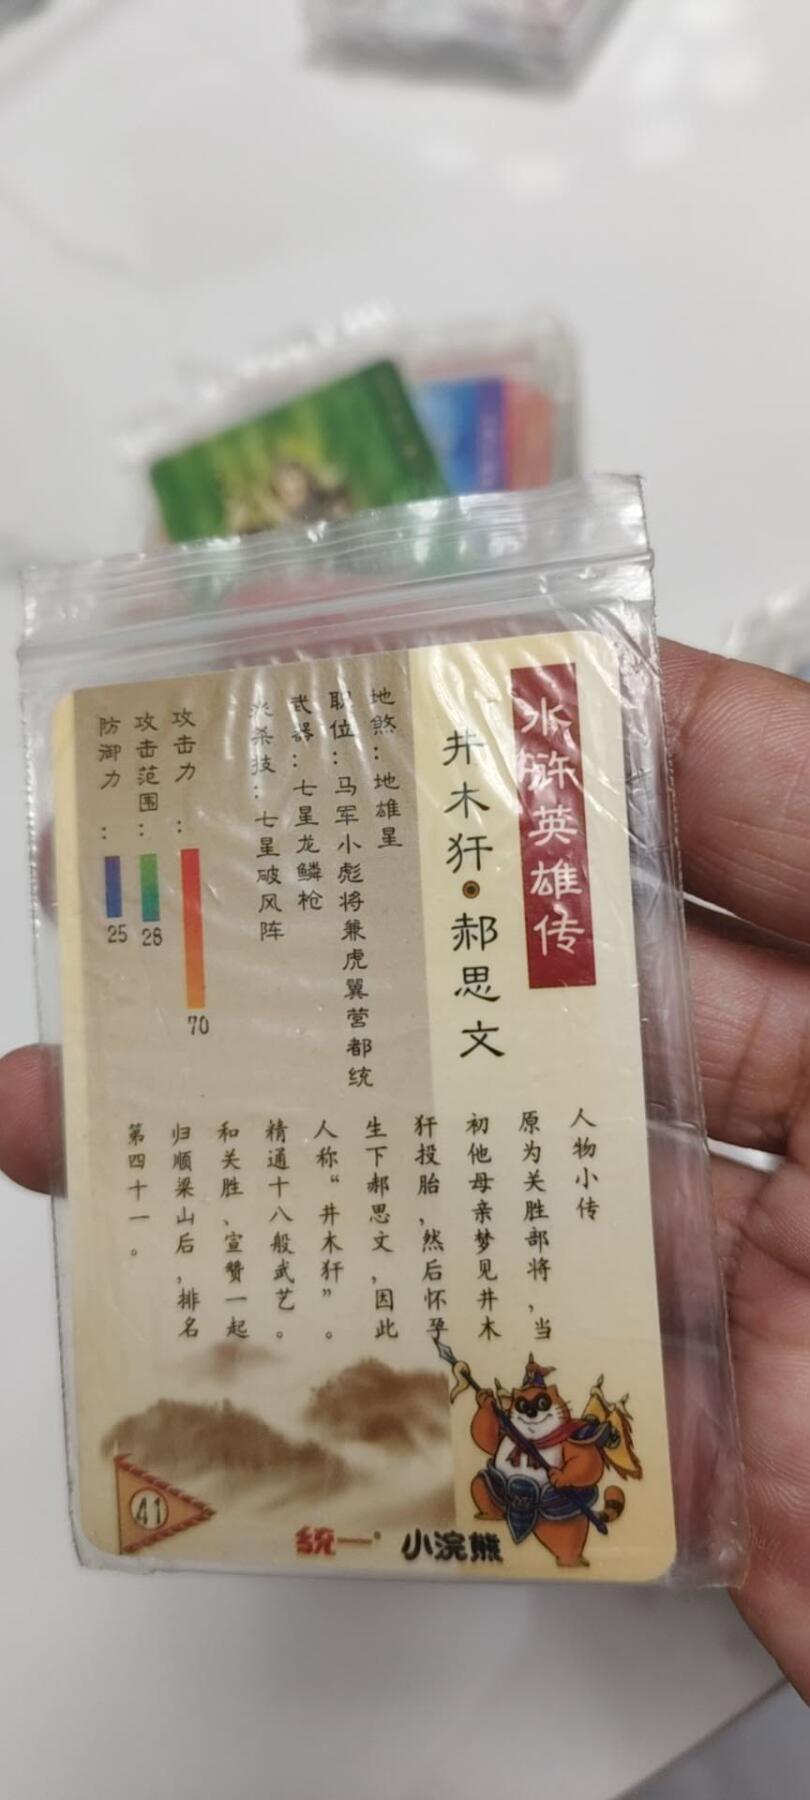 水浒英雄传
井木犴·郝思文
地煞：地雄星
职位：马军小彪将兼虎翼营都统
武器：七星龙鳞枪
必杀技：七星破风阵
攻击力：70
攻击范围：28
防御力：25
人物小传
原为关胜部将，当
初他母亲梦见井木
犴投胎，然后怀孕
生下郝思文，因此
人称“井木犴”。
精通十八般武艺。
和关胜、宣赞一起
归顺梁山后，排名
第四十一。
41
统一 小浣熊